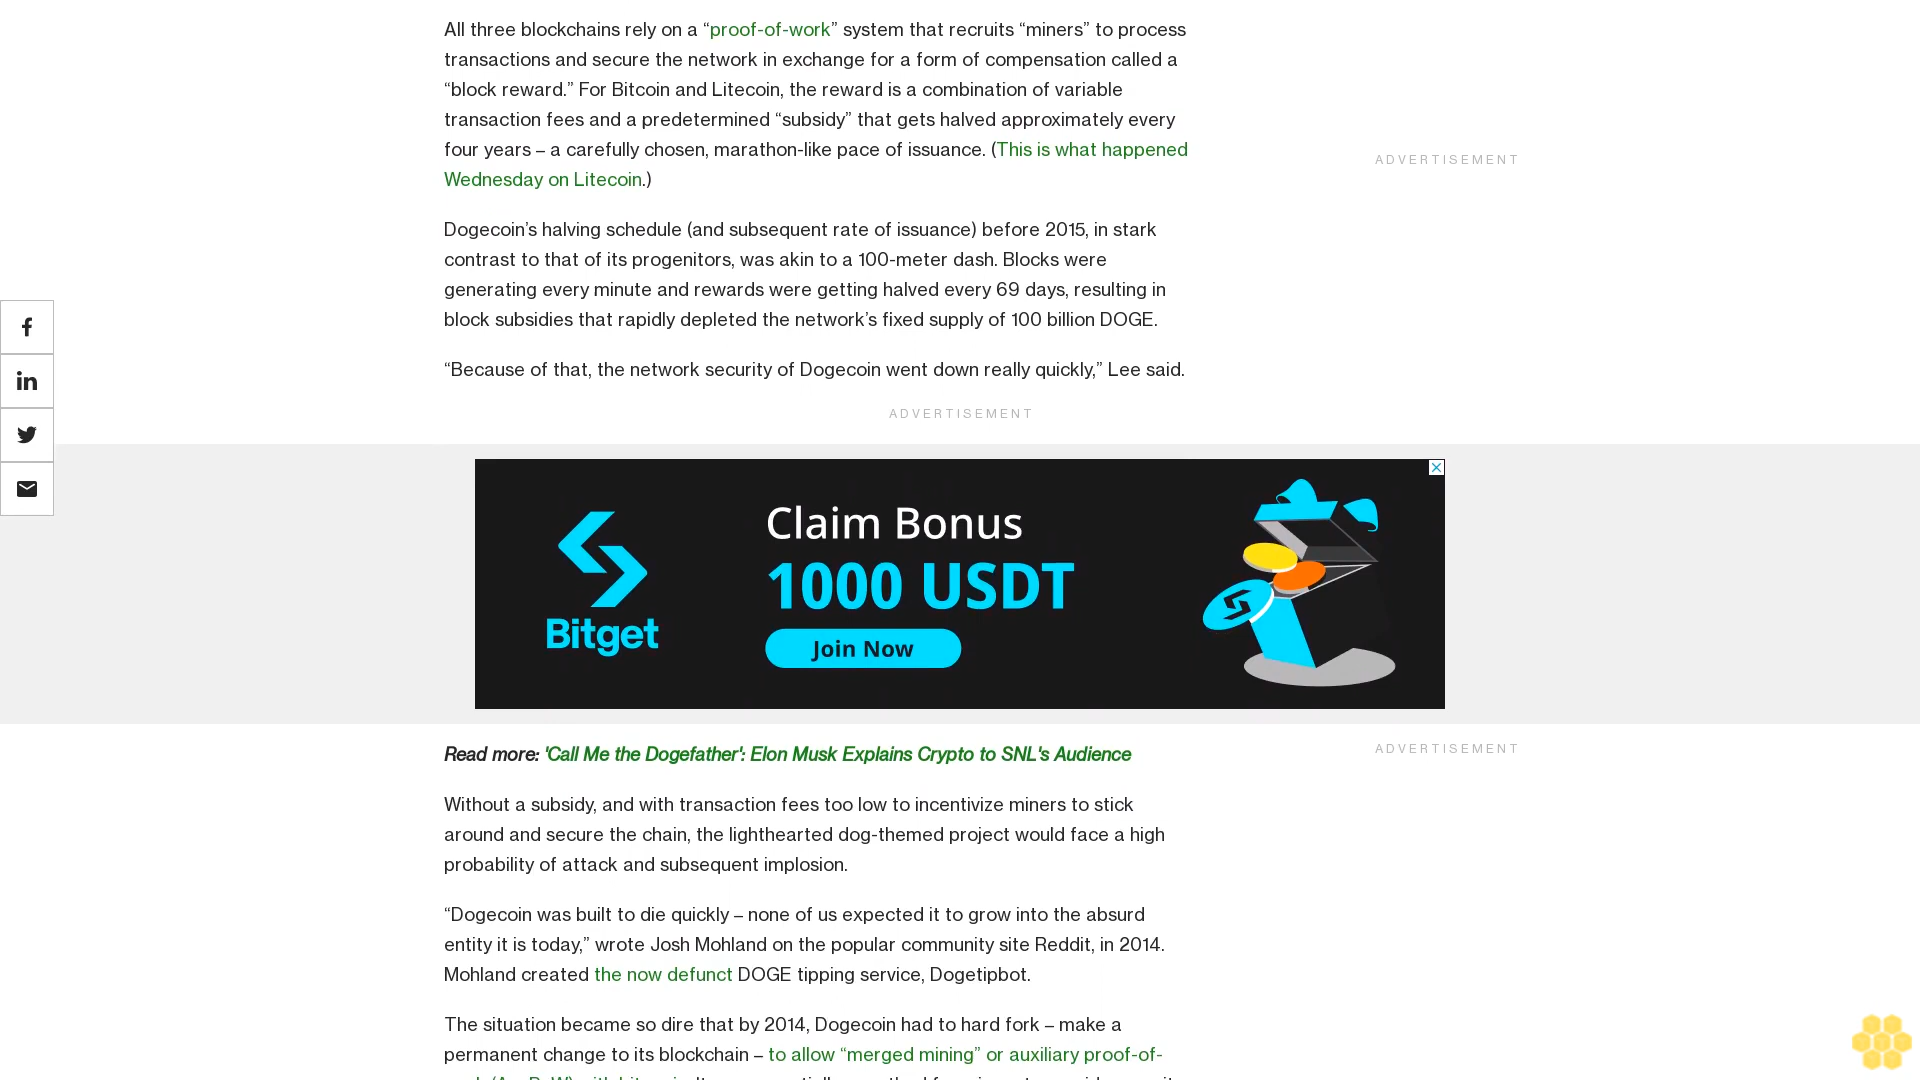 All three blockchains rely on a “proof-of-work” system that recruits “miners” to process
transactions and secure the network in exchange for a form of compensation called a
“block reward.” For Bitcoin and Litecoin, the reward is a combination of variable
transaction fees and a predetermined “subsidy” that gets halved approximately every
four years – a carefully chosen, marathon-like pace of issuance. (This is what happened
Wednesday on Litecoin.)
ADVERTISEMENT
Dogecoin’s halving schedule (and subsequent rate of issuance) before 2015, in stark
contrast to that of its progenitors, was akin to a 100-meter dash. Blocks were
generating every minute and rewards were getting halved every 69 days, resulting in
block subsidies that rapidly depleted the network’s fixed supply of 100 billion DOGE.
“Because of that, the network security of Dogecoin went down really quickly,” Lee said.
ADVERTISEMENT
Bitget
Claim Bonus
1000 USDT
Join Now
Read more: 'Call Me the Dogefather': Elon Musk Explains Crypto to SNL's Audience
ADVERTISEMENT
Without a subsidy, and with transaction fees too low to incentivize miners to stick
around and secure the chain, the lighthearted dog-themed project would face a high
probability of attack and subsequent implosion.
“Dogecoin was built to die quickly – none of us expected it to grow into the absurd
entity it is today,” wrote Josh Mohland on the popular community site Reddit, in 2014.
Mohland created the now defunct DOGE tipping service, Dogetipbot.
The situation became so dire that by 2014, Dogecoin had to hard fork – make a
permanent change to its blockchain – to allow “merged mining” or auxiliary proof-of-